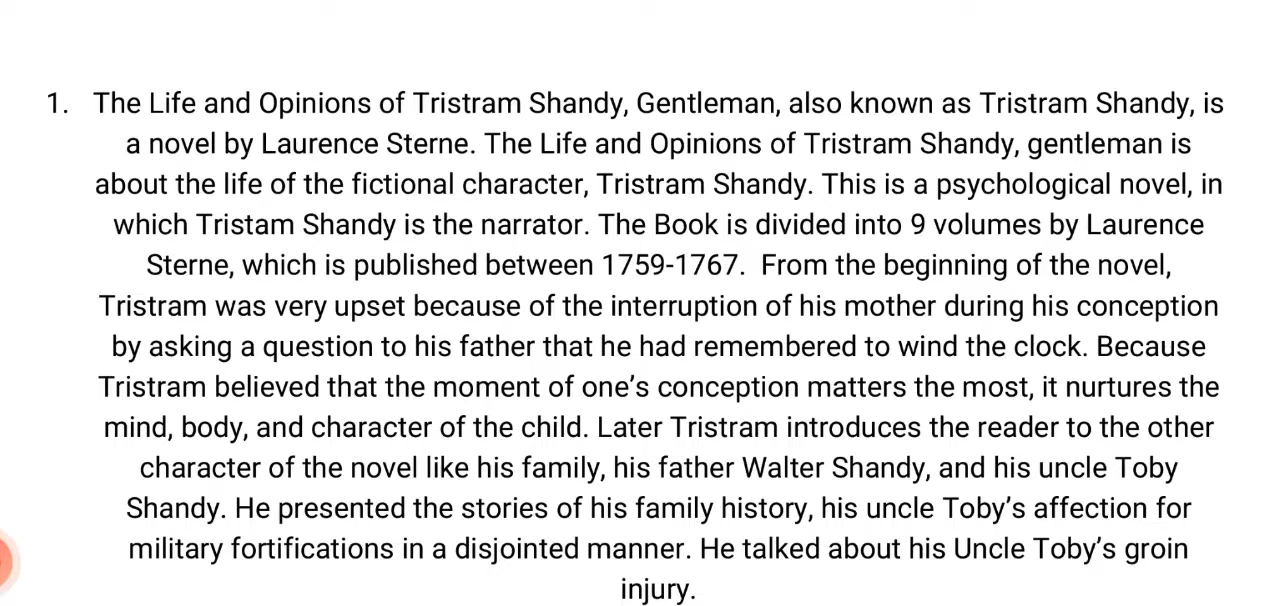 1. The Life and Opinions of Tristram Shandy, Gentleman, also known as Tristram Shandy, is
a novel by Laurence Sterne. The Life and Opinions of Tristram Shandy, gentleman is
about the life of the fictional character, Tristram Shandy. This is a psychological novel, in
which Tristam Shandy is the narrator. The Book is divided into 9 volumes by Laurence
Sterne, which is published between 1759-1767. From the beginning of the novel,
Tristram was very upset because of the interruption of his mother during his conception
by asking a question to his father that he had remembered to wind the clock. Because
Tristram believed that the moment of one’s conception matters the most, it nurtures the
mind, body, and character of the child. Later Tristram introduces the reader to the other
character of the novel like his family, his father Walter Shandy, and his uncle Toby
Shandy. He presented the stories of his family history, his uncle Toby’s affection for
military fortifications in a disjointed manner. He talked about his Uncle Toby’s groin
injury.